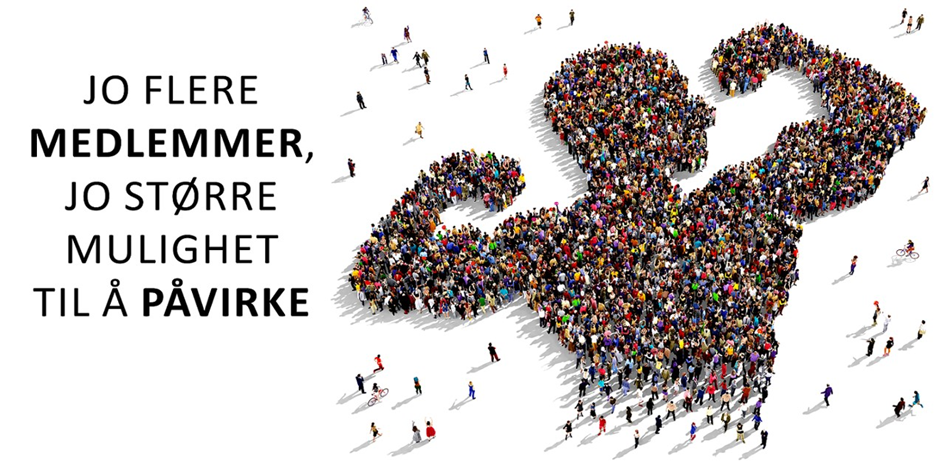 JO FLERE
MEDLEMMER,
JO STØRRE
MULIGHET
TIL Å PÅVIRKE